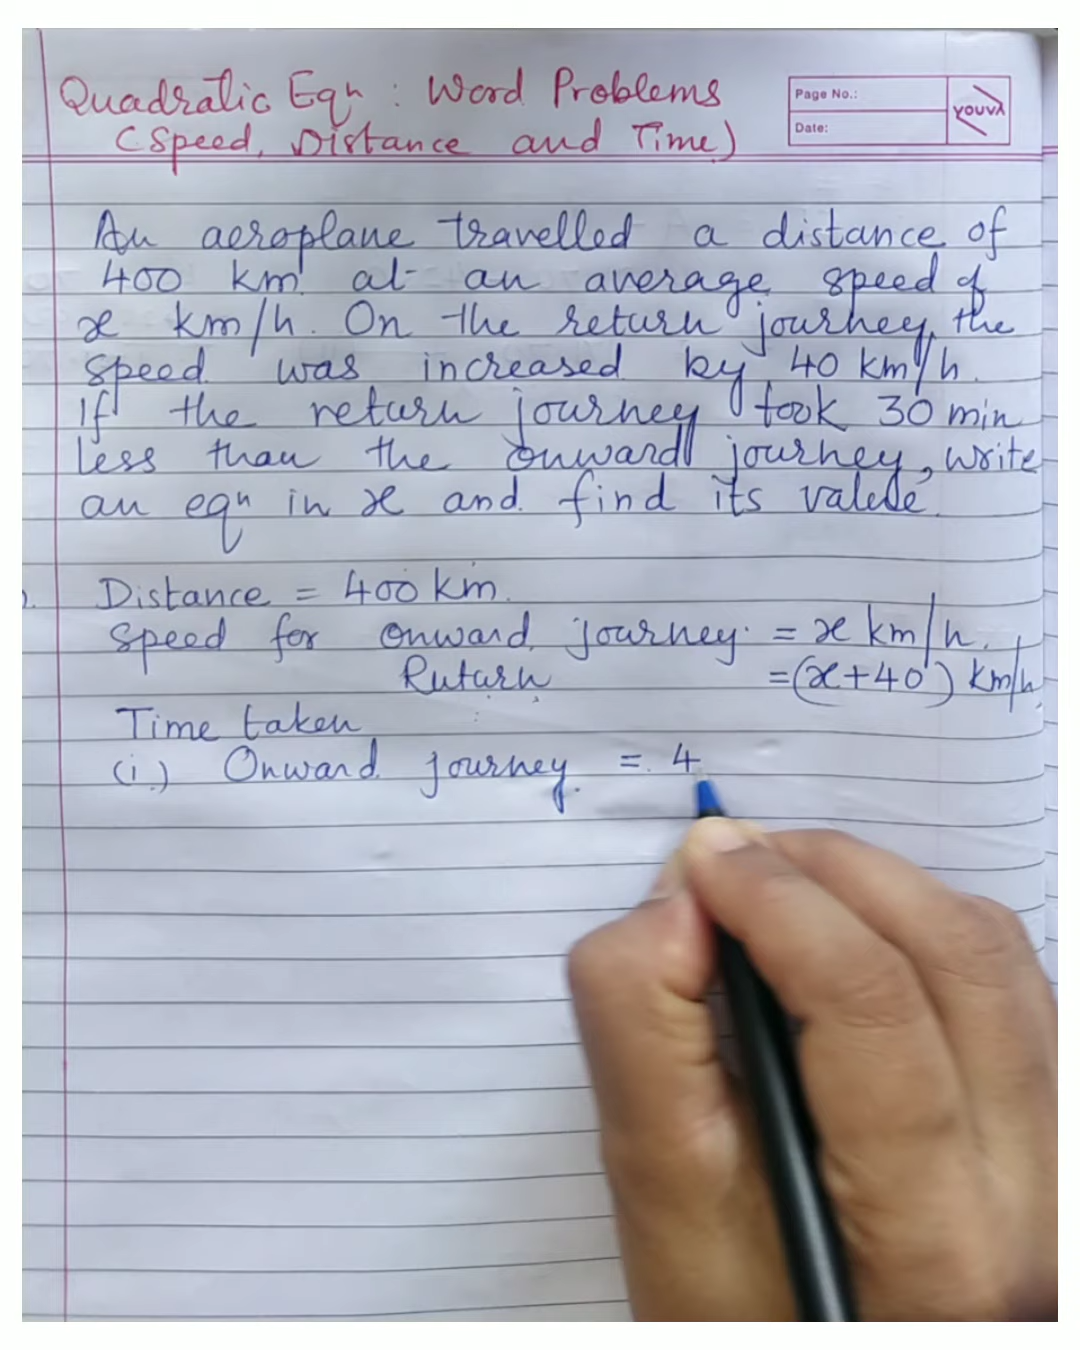 Quadratic Eqn : Word Problems
(Speed, Distance and Time)
Page No.:
Date:
YOUVA
An aeroplane travelled a distance of
400 km at an average speed of
x km/h. On the return journey, the
speed was increased by 40 km/h.
If the return journey took 30 min
less than the onward journey, write
an eqn in x and find its value.
Distance = 400 km.
Speed for onward journey = x km/h.
Ruturn = (x+40) km/h.
Time taken
(i) Onward journey = 4